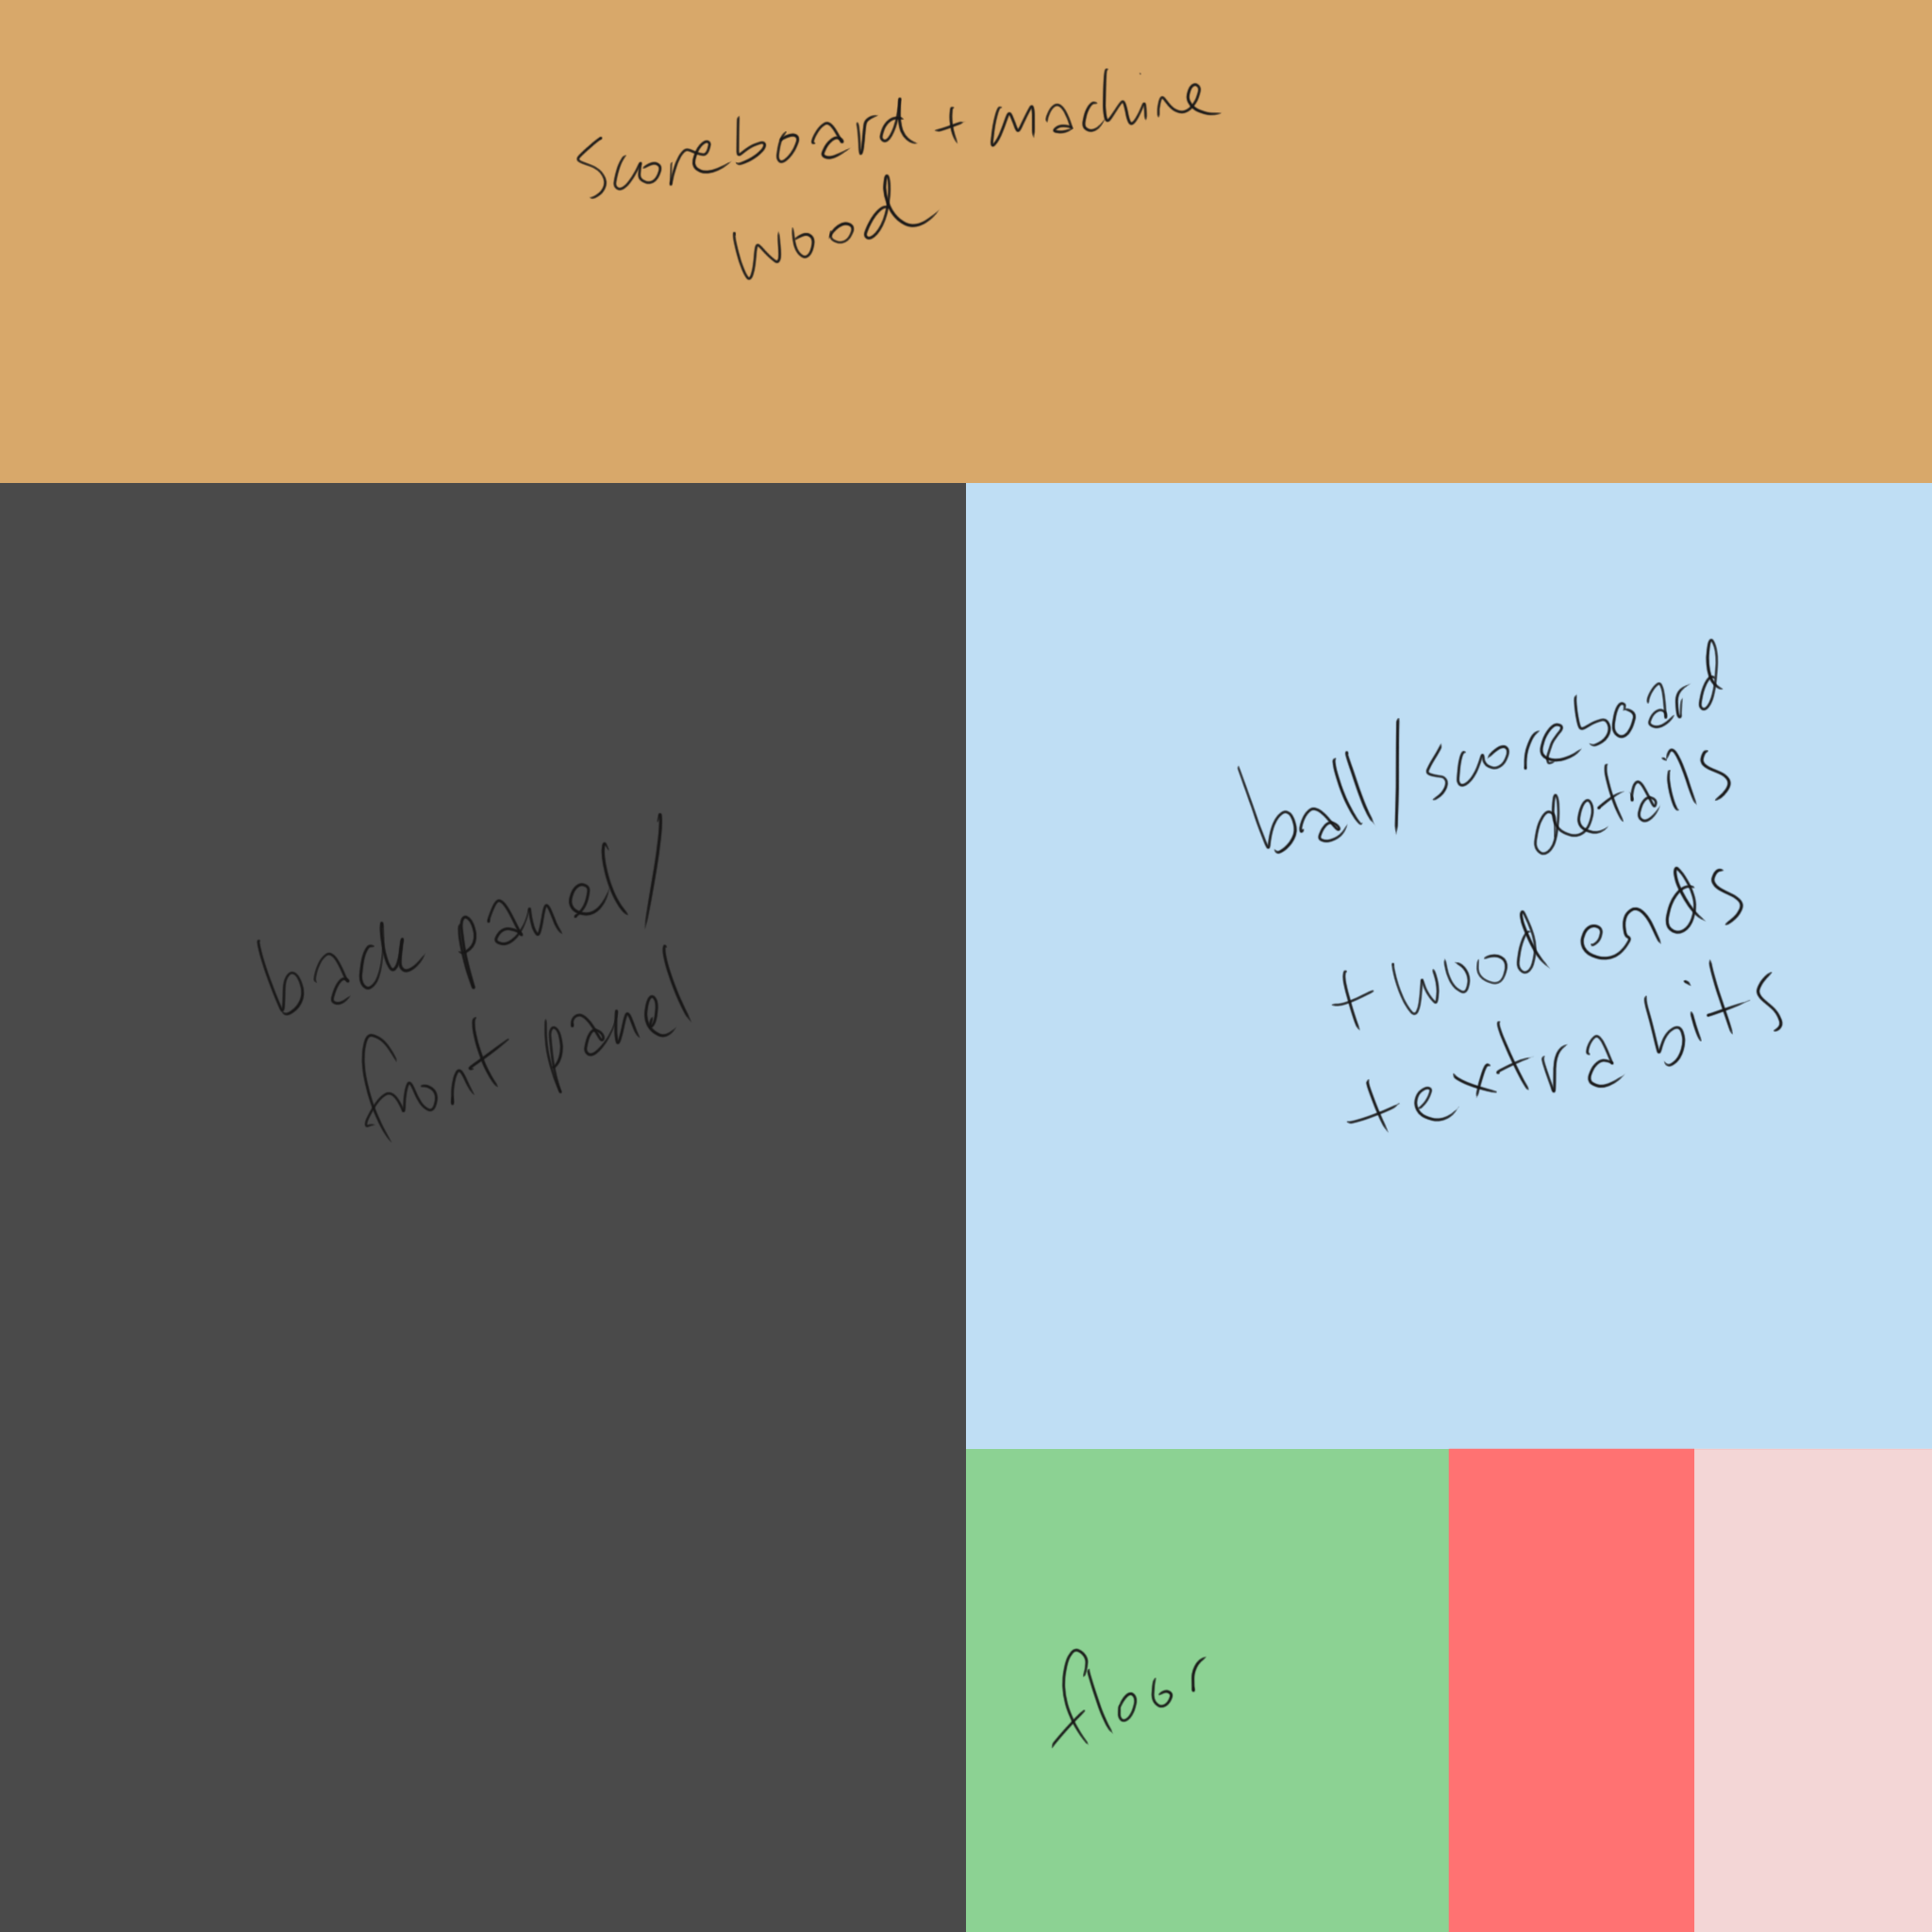 Scoreboard + machine
wood
ball/scoreboard
details
+ wood ends
+ extra bits
back panel/
front panel
floor